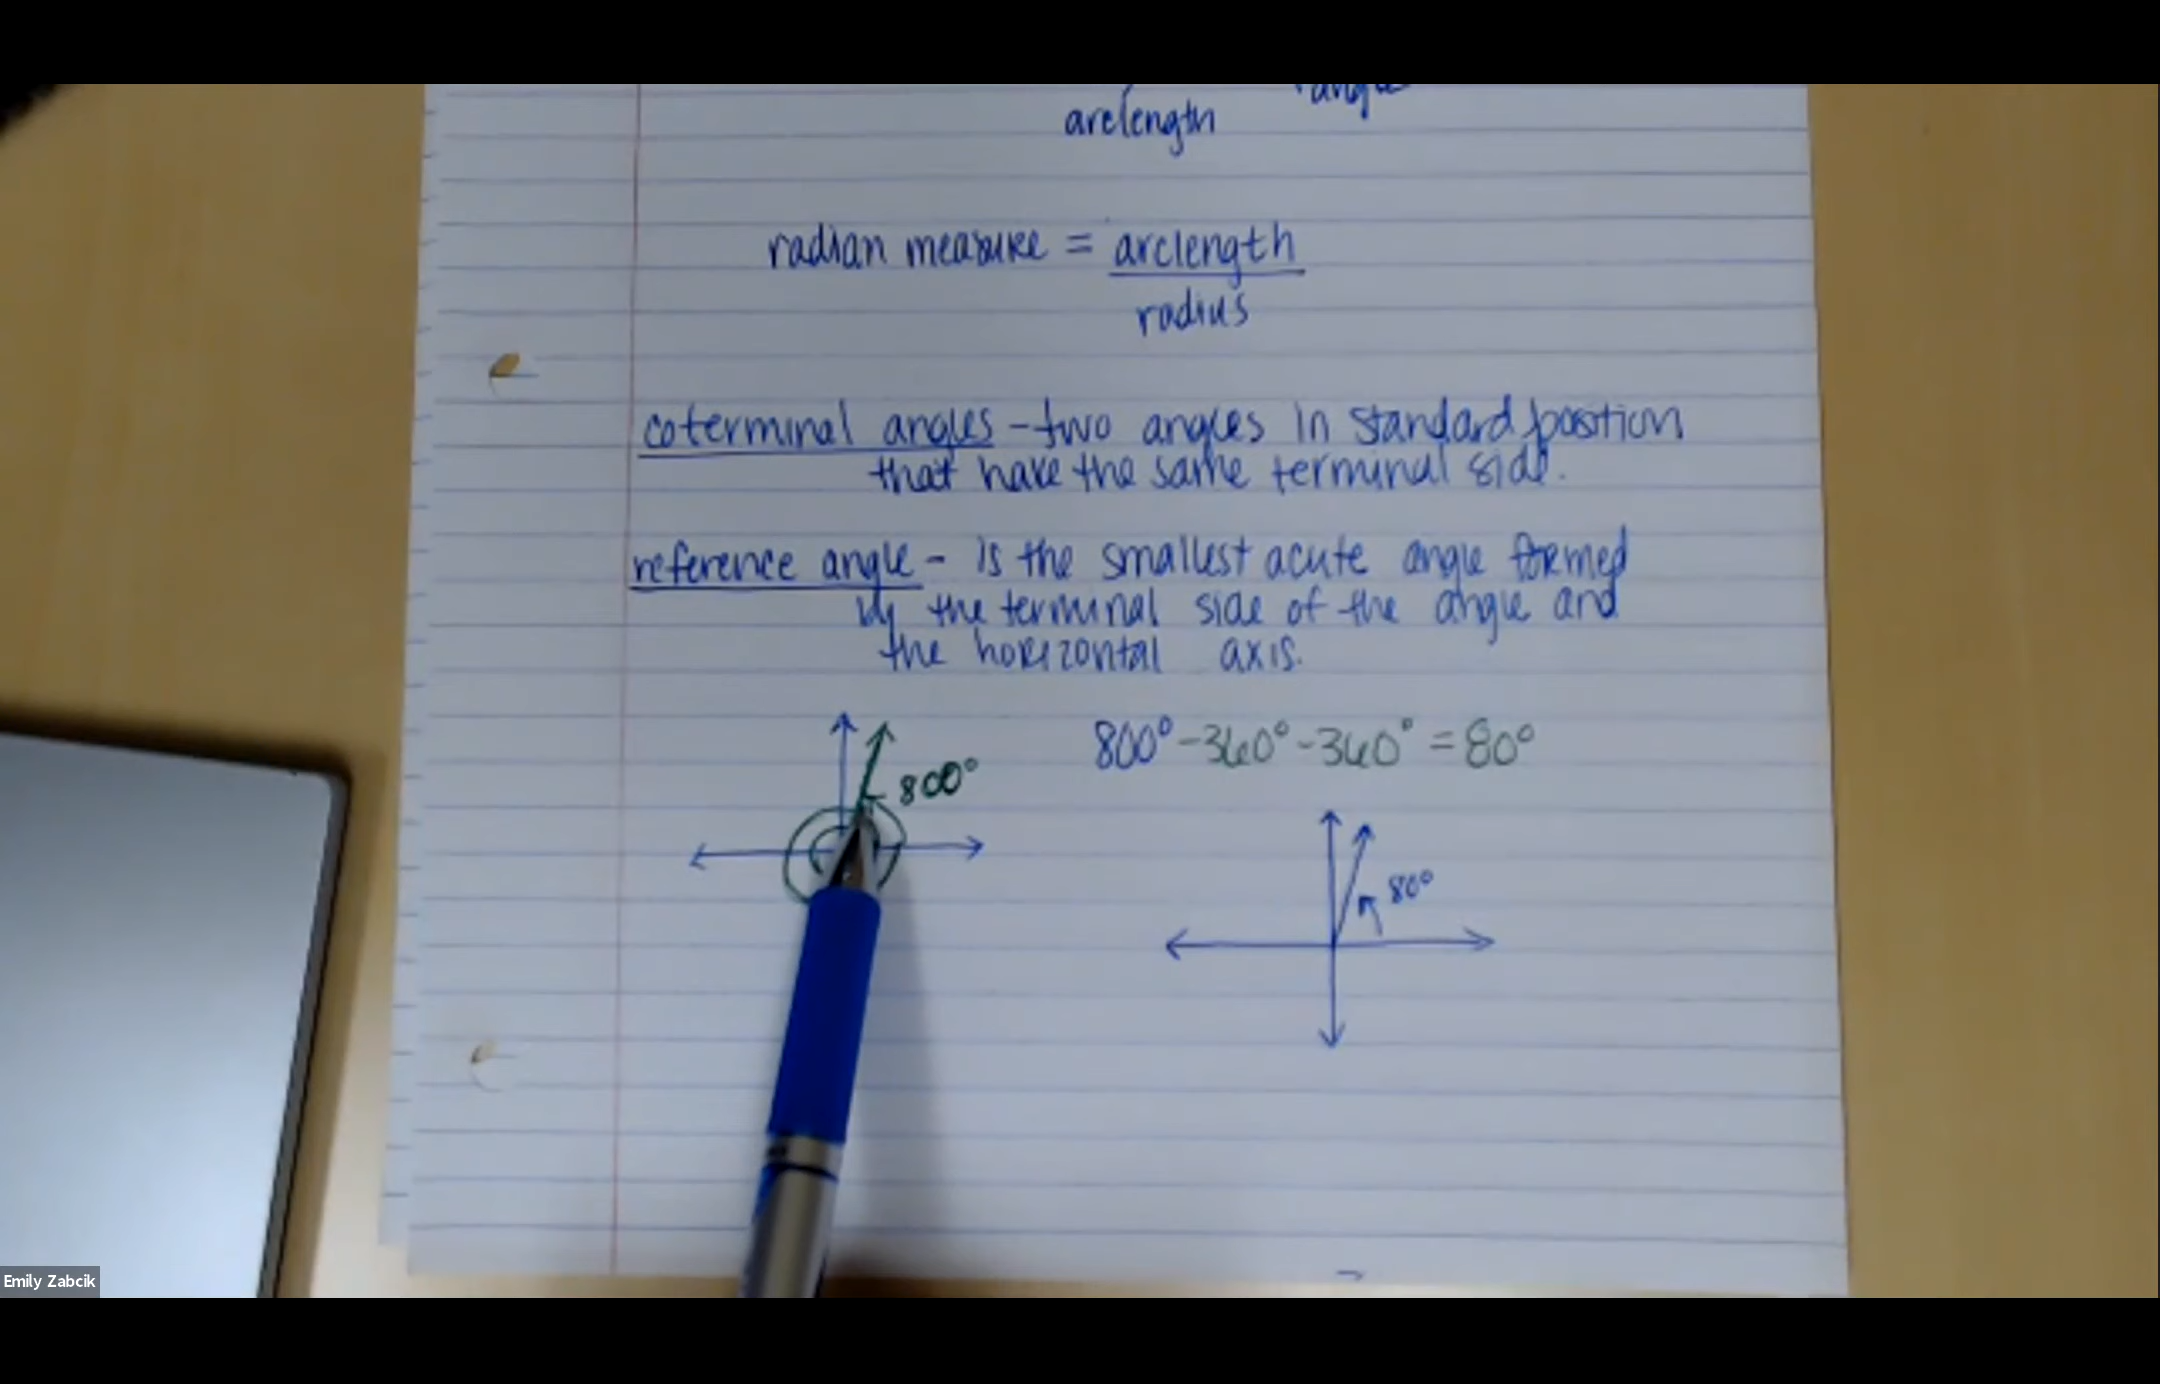 arclength angle
radian measure = arclength
radius
coterminal angles - two angles in standard position
that have the same terminal side.
reference angle - is the smallest acute angle formed
by the terminal side of the angle and
the horizontal axis.
800° - 360° - 360° = 80°
800°
80°
Emily Zabcik